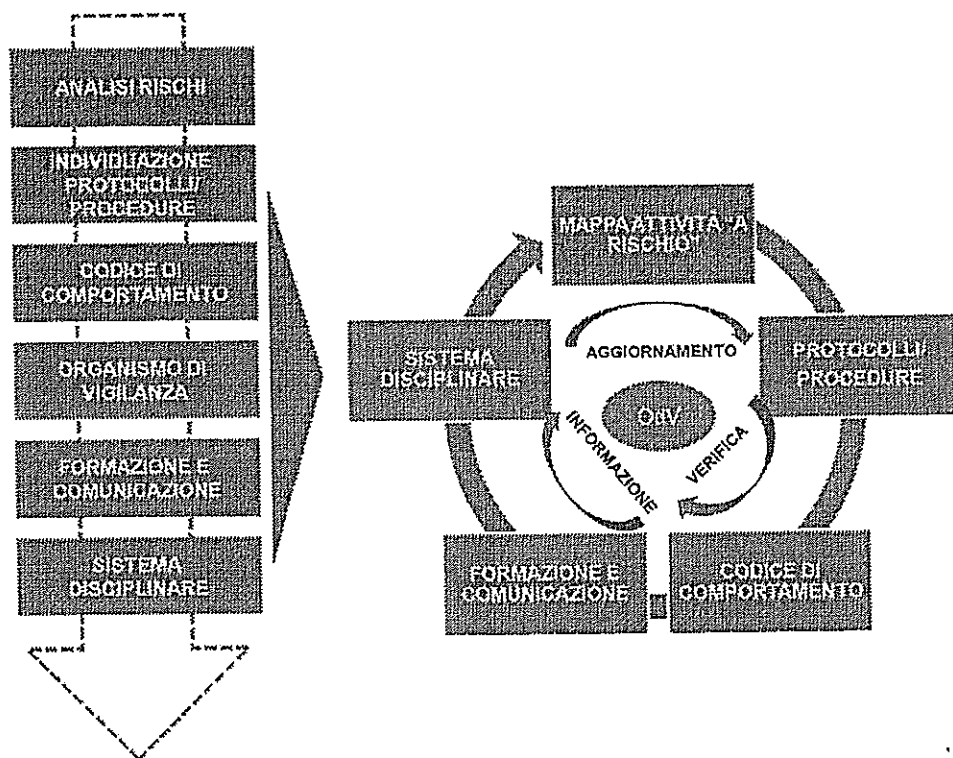 ANALISI RISCHI
INDIVIDUAZIONE
PROTOCOLLI/
PROCEDURE
CODICE DI
COMPORTAMENTO
ORGANISMO DI
VIGILANZA
FORMAZIONE E
COMUNICAZIONE
SISTEMA
DISCIPLINARE
MAPPA ATTIVITÀ "A
RISCHIO"
SISTEMA
DISCIPLINARE
AGGIORNAMENTO
PROTOCOLLI/
PROCEDURE
OdV
INFORMAZIONE
VERIFICA
FORMAZIONE E
COMUNICAZIONE
CODICE DI
COMPORTAMENTO